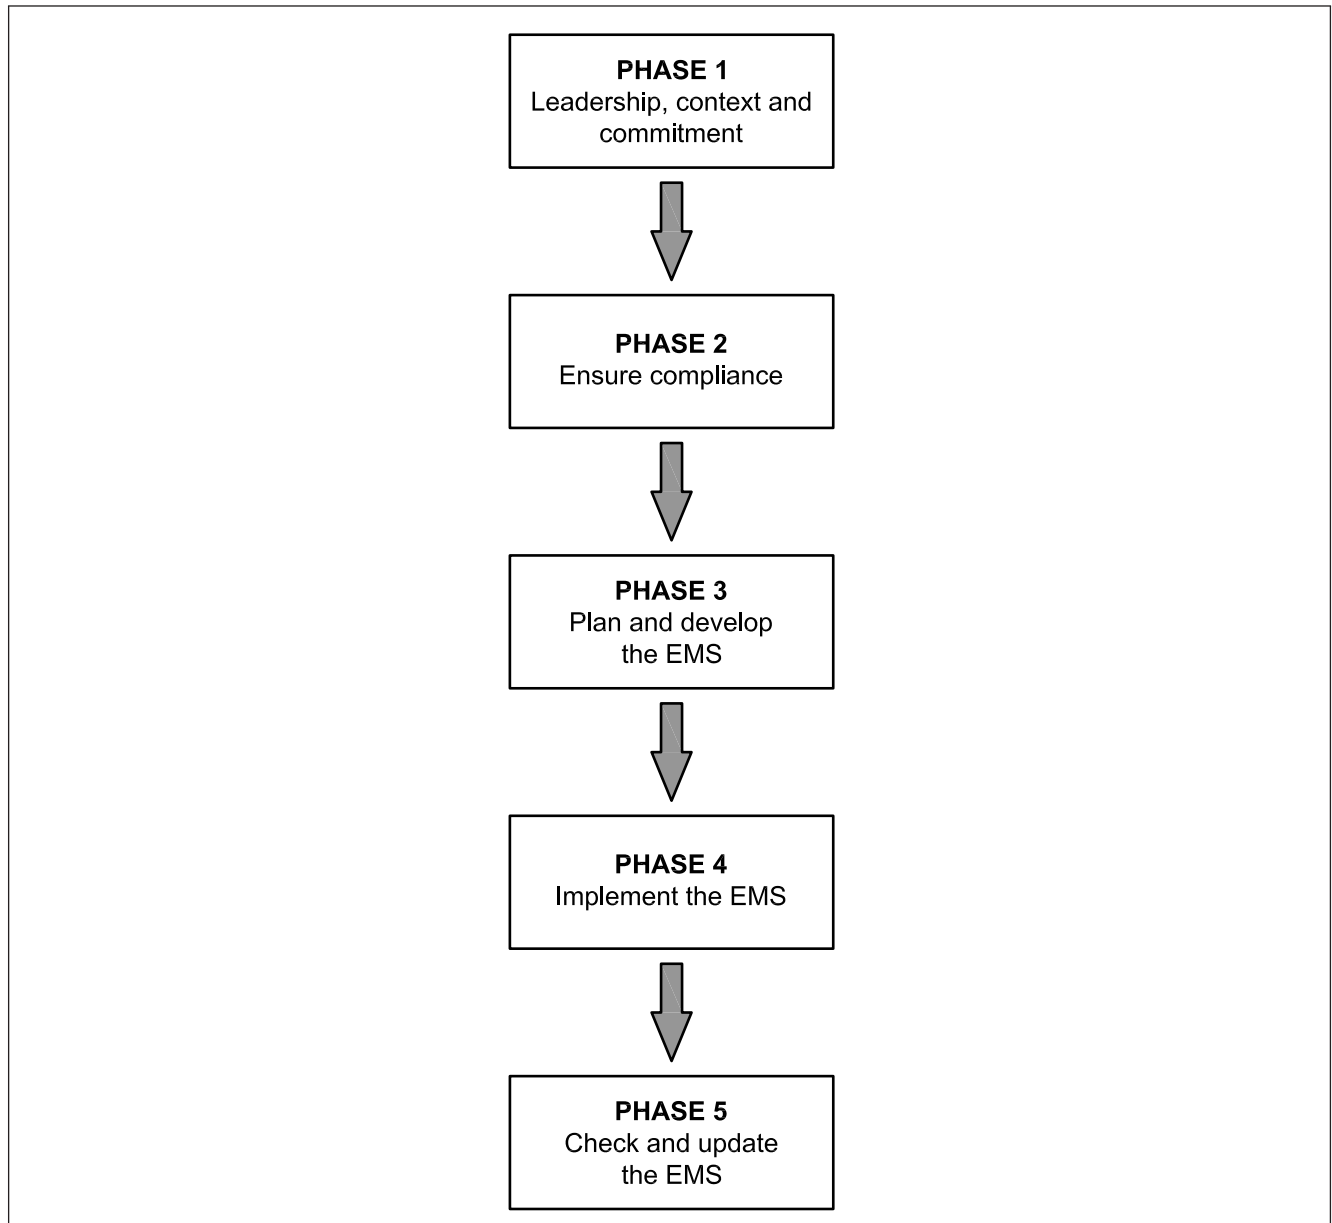 PHASE 1
Leadership, context and
commitment
PHASE 2
Ensure compliance
PHASE 3
Plan and develop
the EMS
PHASE 4
Implement the EMS
PHASE 5
Check and update
the EMS